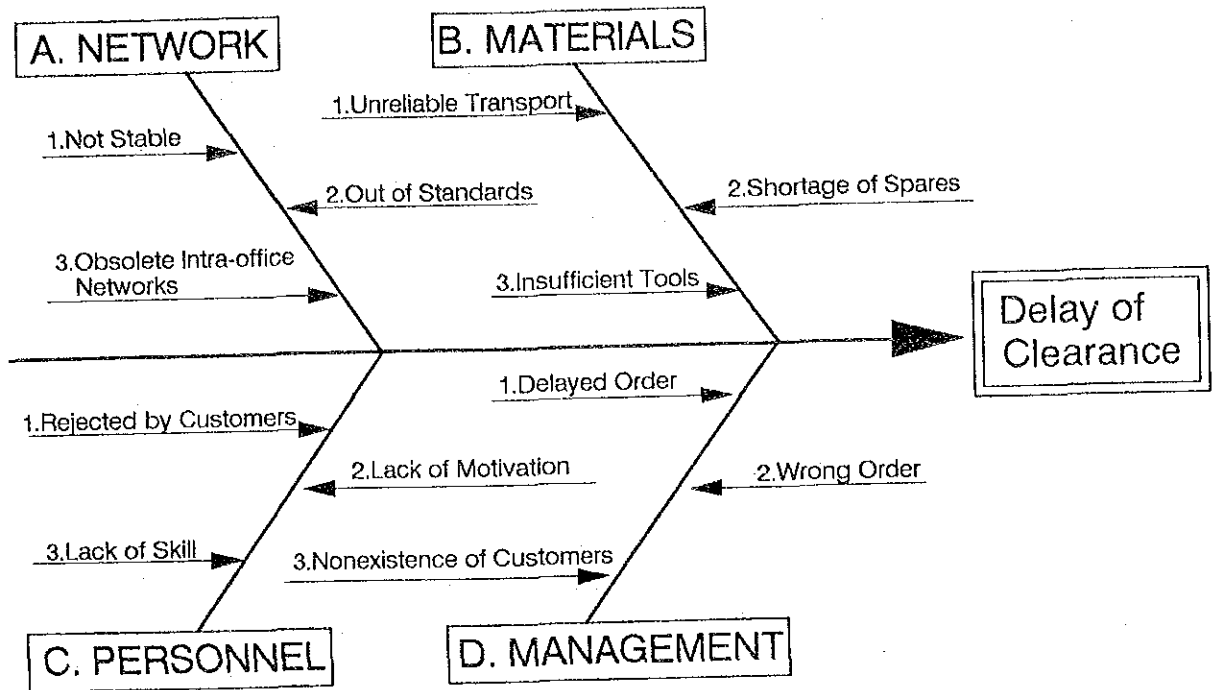 A. NETWORK
1.Not Stable
2.Out of Standards
3.Obsolete Intra-office
Networks
B. MATERIALS
1.Unreliable Transport
2.Shortage of Spares
3.Insufficient Tools
Delay of
Clearance
1.Rejected by Customers
2.Lack of Motivation
3.Lack of Skill
C. PERSONNEL
1.Delayed Order
2.Wrong Order
3.Nonexistence of Customers
D. MANAGEMENT